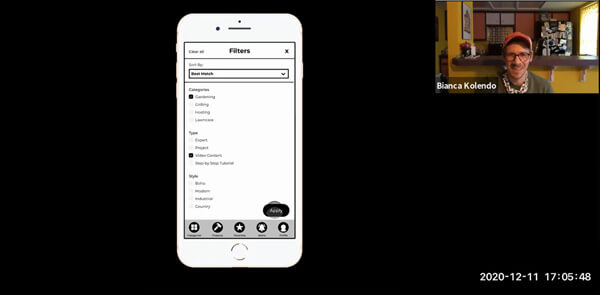 Clear all
Filters
X
Sort By:
Best Match
Categories
Gardening
Grilling
Hosting
Lawncare
Type
Expert
Project
Video Content
Step by Step Tutorial
Style
Boho
Modern
Industrial
Country
Apply
Categories
Projects
Favorites
Alerts
Profile
Bianca Kolendo
2020-12-11 17:05:48